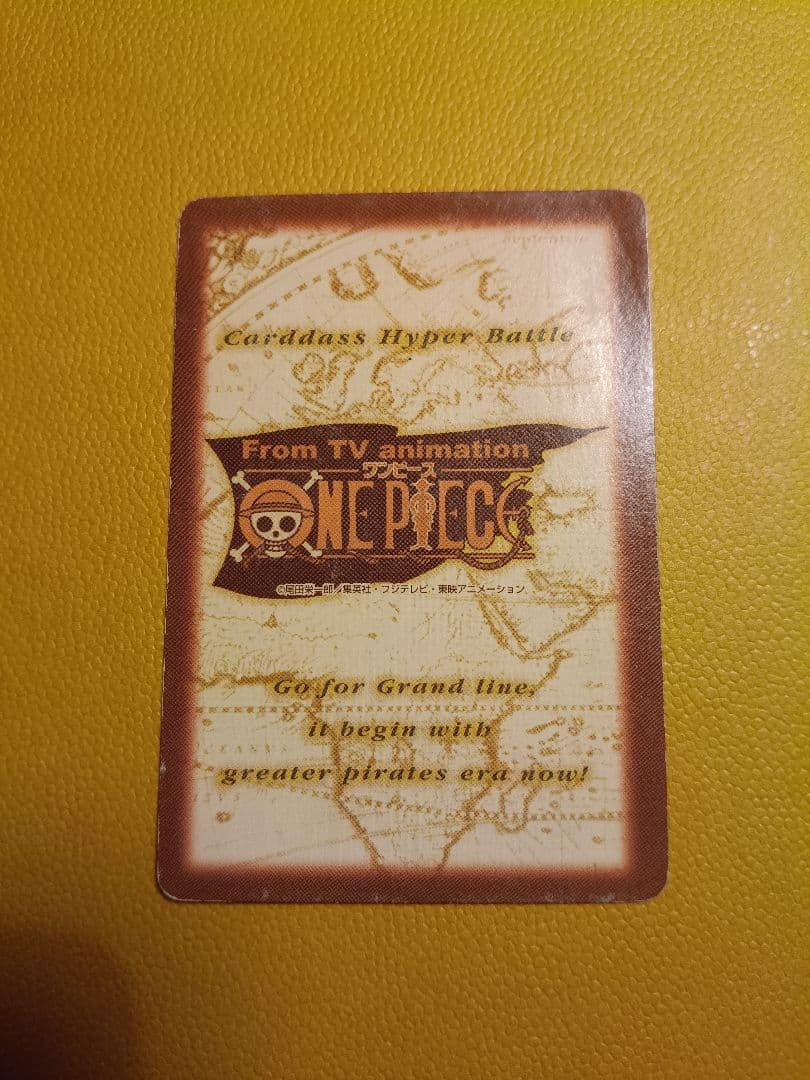 Carddass Hyper Battle
From TV animation
ワンピース
ONE PIECE
©尾田栄一郎/集英社・フジテレビ・東映アニメーション
Go for Grand line,
it begin with
greater pirates era now!